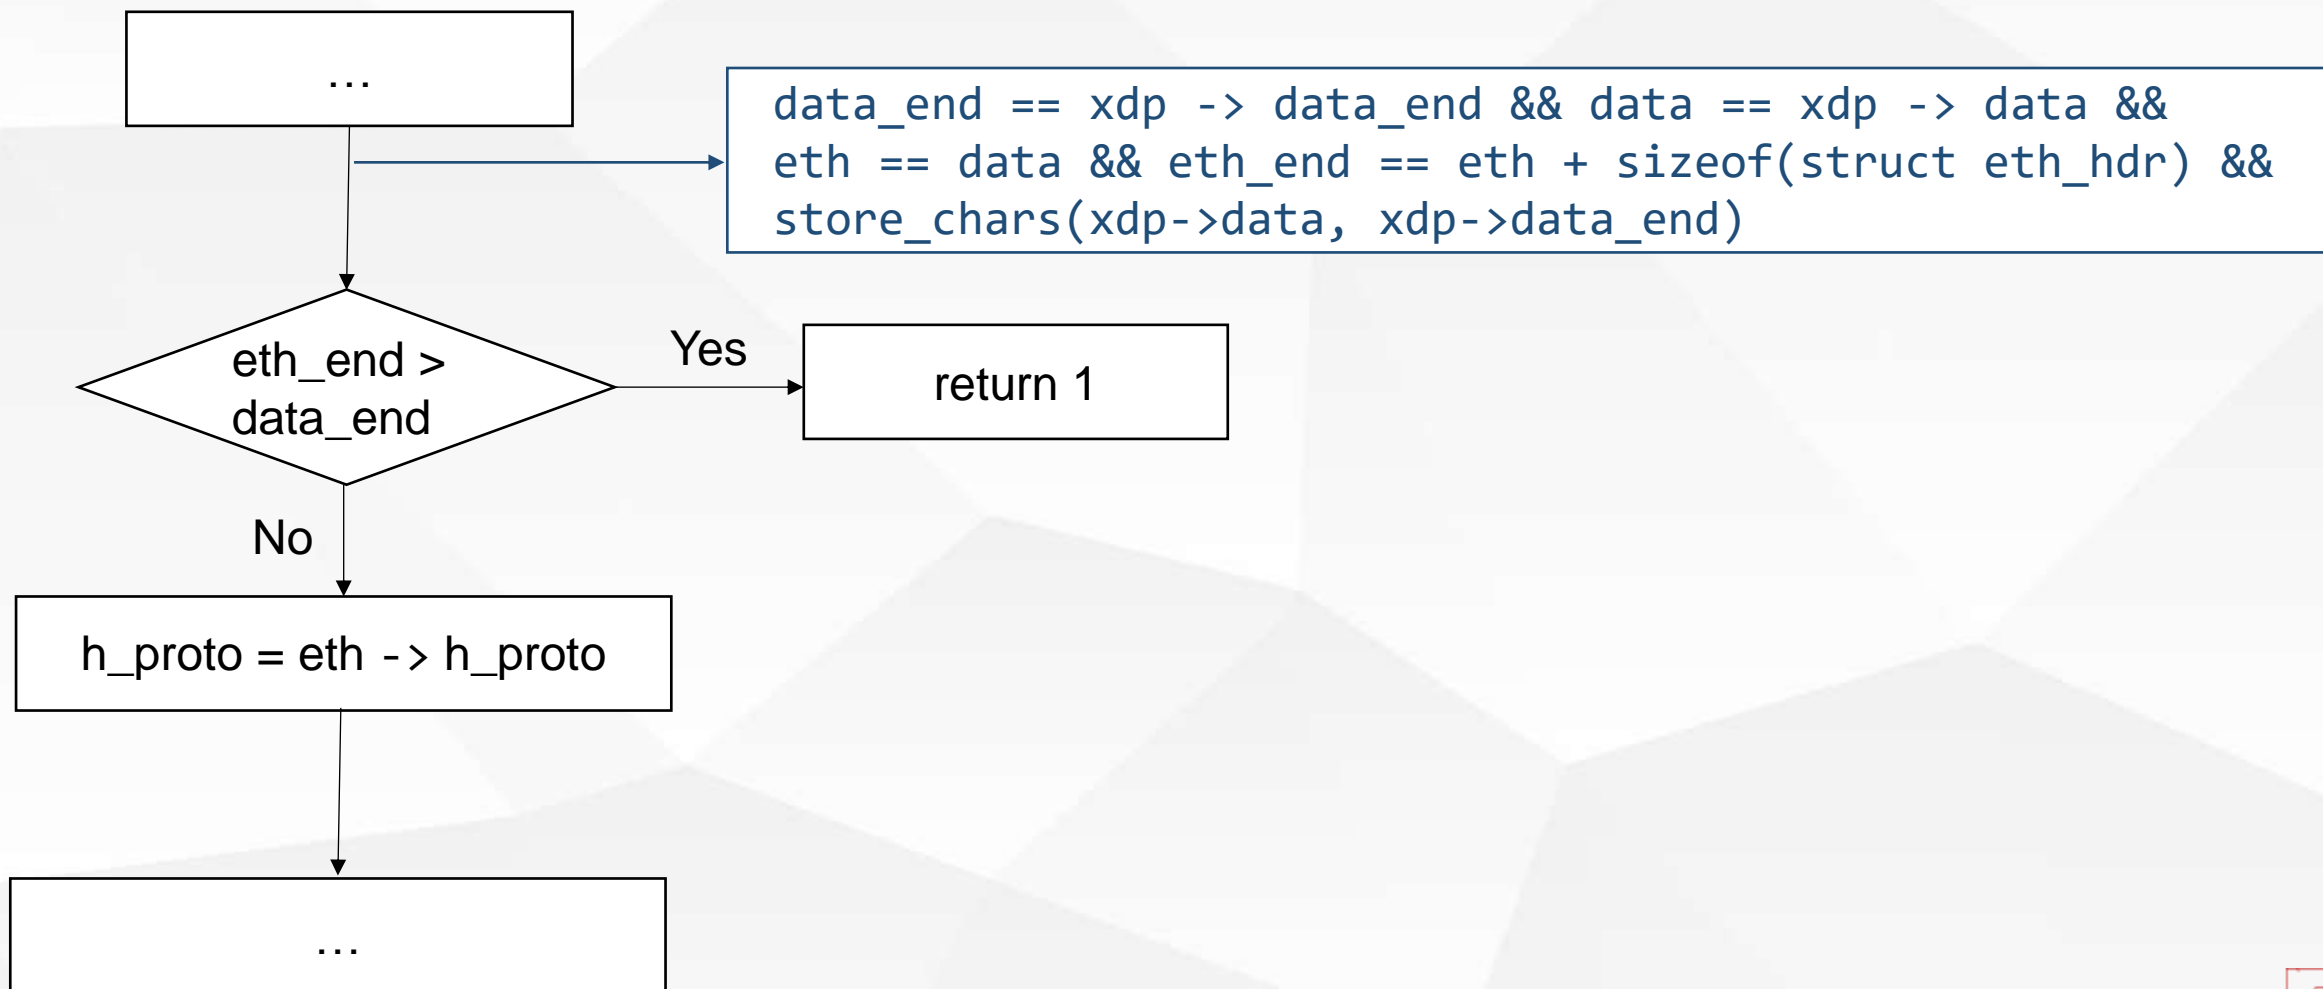 ...
data_end == xdp -> data_end && data == xdp -> data &&
eth == data && eth_end == eth + sizeof(struct eth_hdr) &&
store_chars(xdp->data, xdp->data_end)
eth_end >
data_end
Yes
return 1
No
h_proto = eth -> h_proto
...